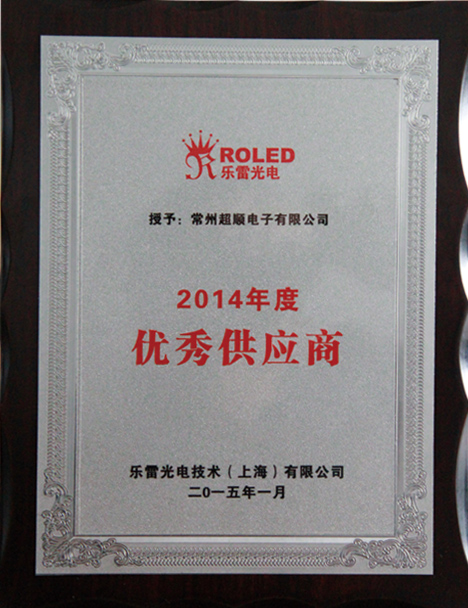 ROLED
乐雷光电
授予：常州超顺电子有限公司
2014年度
优秀供应商
乐雷光电技术（上海）有限公司
二0一五年一月